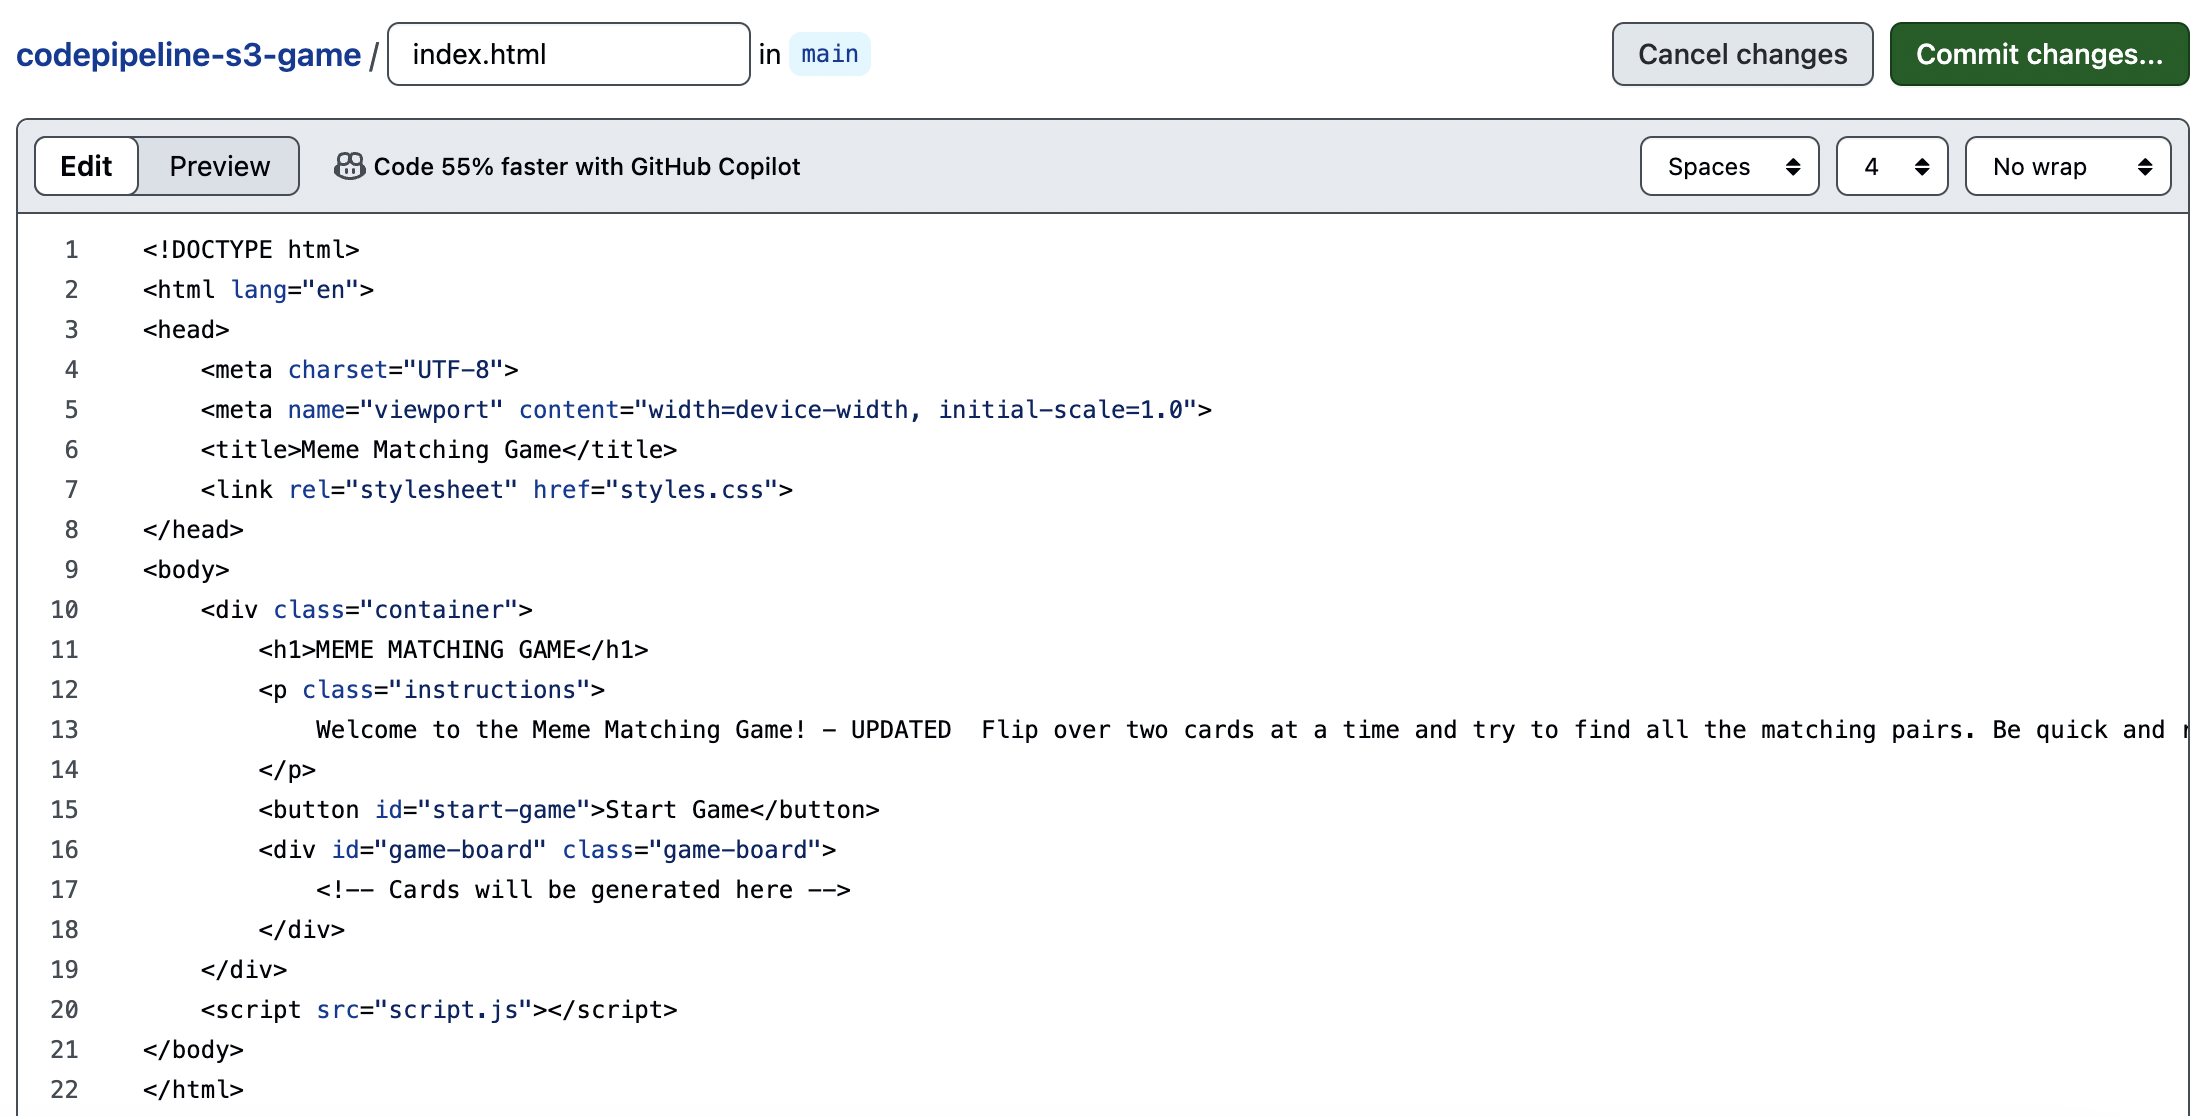 codepipeline-s3-game / index.html in main Cancel changes Commit changes...
Edit Preview Code 55% faster with GitHub Copilot Spaces 4 No wrap
1 <!DOCTYPE html>
2 <html lang="en">
3 <head>
4     <meta charset="UTF-8">
5     <meta name="viewport" content="width=device-width, initial-scale=1.0">
6     <title>Meme Matching Game</title>
7     <link rel="stylesheet" href="styles.css">
8 </head>
9 <body>
10     <div class="container">
11         <h1>MEME MATCHING GAME</h1>
12         <p class="instructions">
13             Welcome to the Meme Matching Game! - UPDATED  Flip over two cards at a time and try to find all the matching pairs. Be quick and
14         </p>
15         <button id="start-game">Start Game</button>
16         <div id="game-board" class="game-board">
17             <!-- Cards will be generated here -->
18         </div>
19     </div>
20     <script src="script.js"></script>
21 </body>
22 </html>